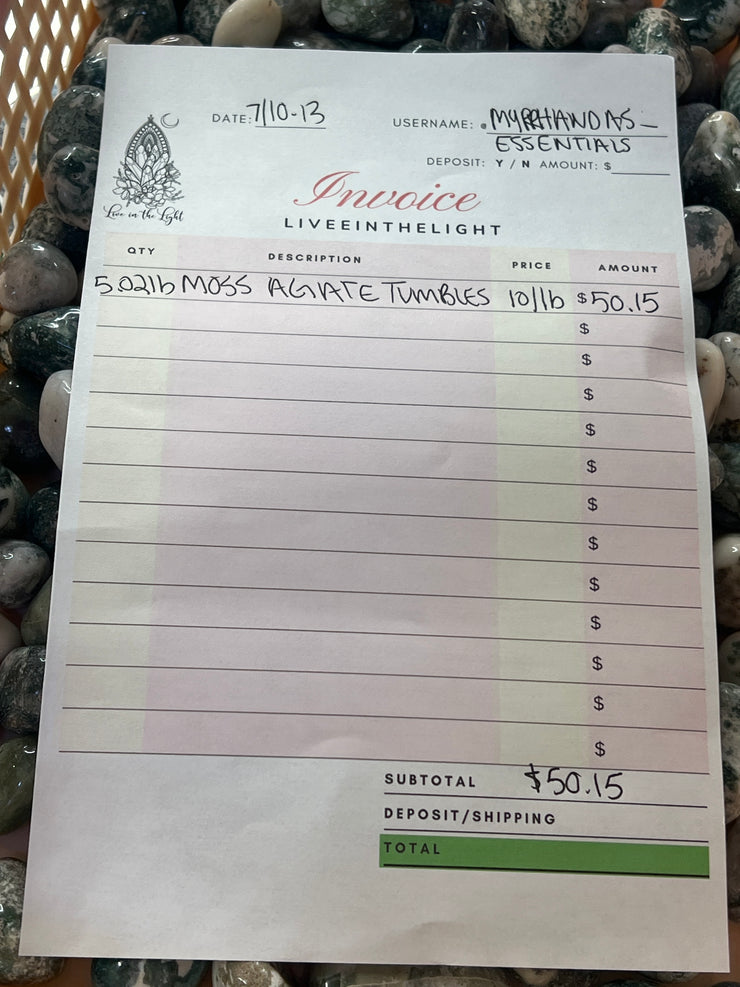 DATE: 7/10-13
USERNAME: MYRRHANDAS-
ESSENTIALS
DEPOSIT: Y / N AMOUNT: $
Live in the Light
Invoice
LIVEEINTHELIGHT
QTY DESCRIPTION PRICE AMOUNT
5.02lb MOSS AGATE TUMBLES 10/lb $50.15
$
$
$
$
$
$
$
$
$
$
$
$
SUBTOTAL $50.15
DEPOSIT/SHIPPING
TOTAL